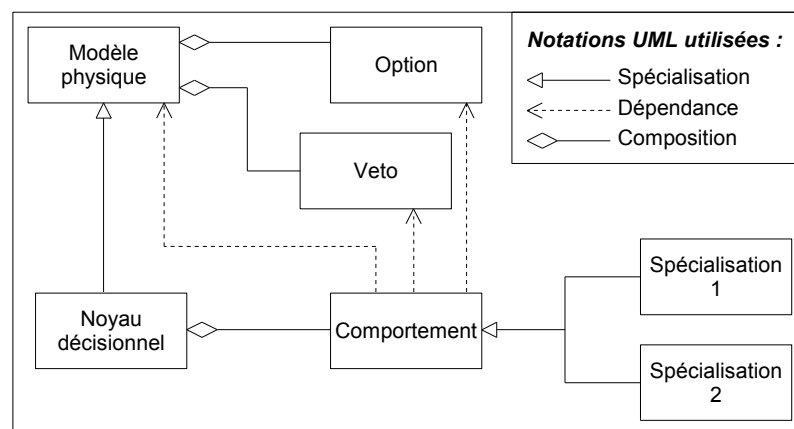 Modèle
physique
Option
Notations UML utilisées :
Spécialisation
Dépendance
Composition
Veto
Noyau
décisionnel
Comportement
Spécialisation
1
Spécialisation
2